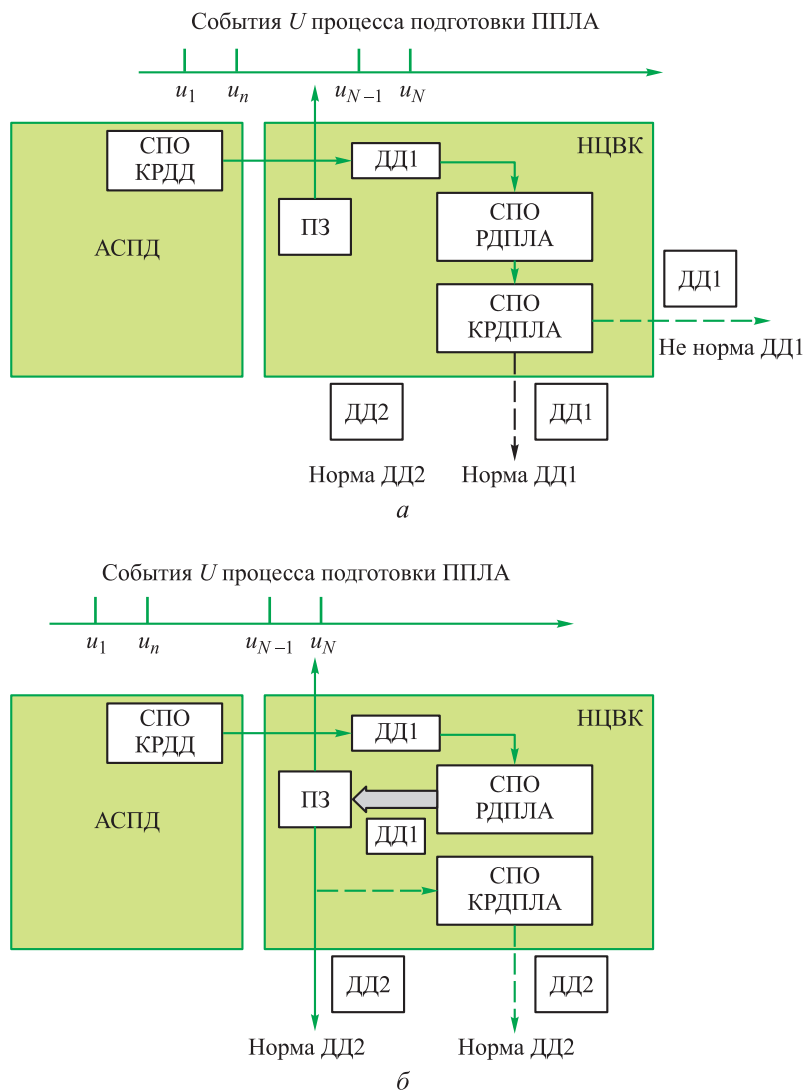 События U процесса подготовки ППЛА
u1 un uN−1 uN
СПО
КРДД
АСПД
НЦВК
ДД1
ПЗ
СПО
РДПЛА
СПО
КРДПЛА
ДД1
Не норма ДД1
ДД2
ДД1
Норма ДД2
Норма ДД1
а
События U процесса подготовки ППЛА
u1 un uN−1 uN
СПО
КРДД
АСПД
НЦВК
ДД1
ПЗ
СПО
РДПЛА
ДД1
СПО
КРДПЛА
ДД2
ДД2
Норма ДД2
Норма ДД2
б